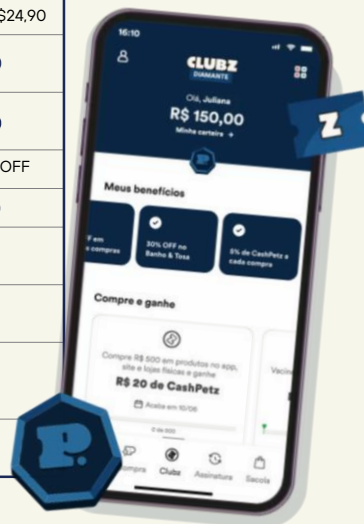 $24,90
OFF
16:10
CLUBZ
DIAMANTE
Olá, Juliana
R$ 150,00
Minha carteira →
P.
Meus benefícios
F em
s compras
30% OFF no
Banho & Tosa
5% de CashPetz a
cada compra
Compre e ganhe
Compre R$ 500 em produtos no app,
site e lojas físicas e ganhe
R$ 20 de CashPetz
Acaba em 10/06
0 de 500
Vacin
ompra
Clubz
Assinatura
Sacola
Z
P.